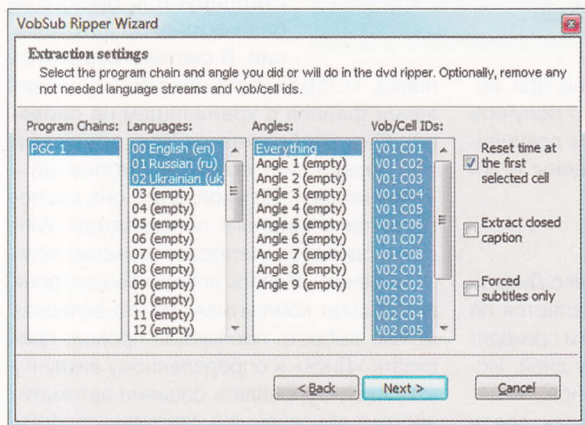 VobSub Ripper Wizard
Extraction settings
Select the program chain and angle you did or will do in the dvd ripper. Optionally, remove any
not needed language streams and vob/cell ids.
Program Chains:
PGC 1
Languages:
00 English (en)
01 Russian (ru)
02 Ukrainian (uk
03 (empty)
04 (empty)
05 (empty)
06 (empty)
07 (empty)
08 (empty)
09 (empty)
10 (empty)
11 (empty)
12 (empty)
Angles:
Everything
Angle 1 (empty)
Angle 2 (empty)
Angle 3 (empty)
Angle 4 (empty)
Angle 5 (empty)
Angle 6 (empty)
Angle 7 (empty)
Angle 8 (empty)
Angle 9 (empty)
Vob/Cell IDs:
V01 C01
V01 C02
V01 C03
V01 C04
V01 C05
V01 C06
V01 C07
V01 C08
V02 C01
V02 C02
V02 C03
V02 C04
V02 C05
Reset time at
the first
selected cell
Extract closed
caption
Forced
subtitles only
< Back
Next >
Cancel